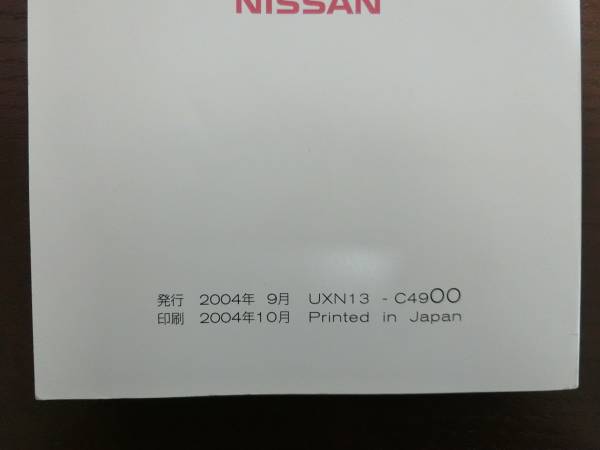 NISSAN
発行 2004年 9月 UXN13 - C4900
印刷 2004年10月 Printed in Japan